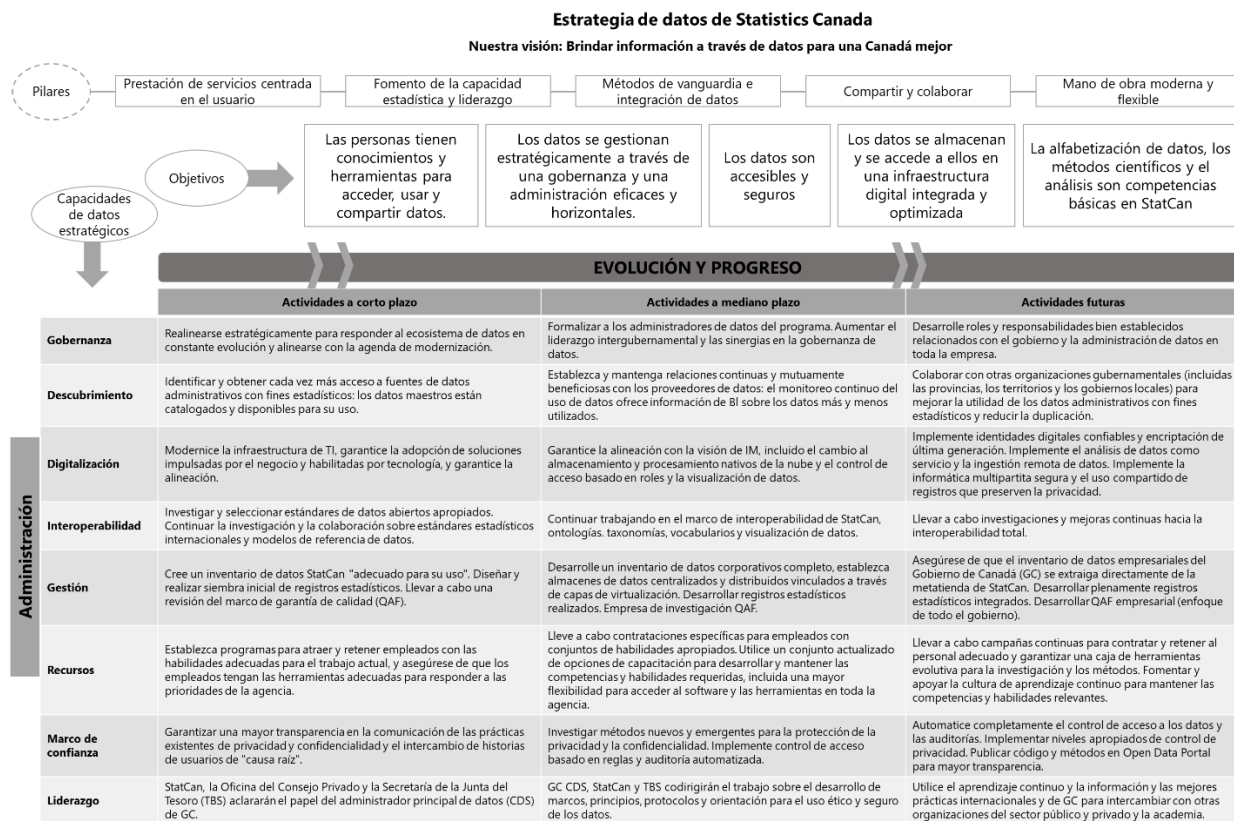 Estrategia de datos de Statistics Canada
Nuestra visión: Brindar información a través de datos para una Canadá mejor
Pilares
Prestación de servicios centrada
en el usuario
Fomento de la capacidad
estadística y liderazgo
Métodos de vanguardia e
integración de datos
Compartir y colaborar
Mano de obra moderna y
flexible
Objetivos
Las personas tienen
conocimientos y
herramientas para
acceder, usar y
compartir datos.
Los datos se gestionan
estratégicamente a través de
una gobernanza y una
administración eficaces y
horizontales.
Los datos son
accesibles y
seguros
Los datos se almacenan
y se accede a ellos en
una infraestructura
digital integrada y
optimizada
La alfabetización de datos, los
métodos científicos y el
análisis son competencias
básicas en StatCan
Capacidades
de datos
estratégicos
EVOLUCIÓN Y PROGRESO
Actividades a corto plazo
Actividades a mediano plazo
Actividades futuras
Administración
Gobernanza
Realinearse estratégicamente para responder al ecosistema de datos en
constante evolución y alinearse con la agenda de modernización.
Formalizar a los administradores de datos del programa. Aumentar el
liderazgo intergubernamental y las sinergias en la gobernanza de
datos.
Desarrolle roles y responsabilidades bien establecidos
relacionados con el gobierno y la administración de datos en
toda la empresa.
Descubrimiento
Identificar y obtener cada vez más acceso a fuentes de datos
administrativos con fines estadísticos: los datos maestros están
catalogados y disponibles para su uso.
Establezca y mantenga relaciones continuas y mutuamente
beneficiosas con los proveedores de datos: el monitoreo continuo del
uso de datos ofrece información de BI sobre los datos más y menos
utilizados.
Colaborar con otras organizaciones gubernamentales (incluidas
las provincias, los territorios y los gobiernos locales) para
mejorar la utilidad de los datos administrativos con fines
estadísticos y reducir la duplicación.
Digitalización
Modernice la infraestructura de TI, garantice la adopción de soluciones
impulsadas por el negocio y habilitadas por tecnología, y garantice la
alineación.
Garantice la alineación con la visión de IM, incluido el cambio al
almacenamiento y procesamiento nativos de la nube y el control de
acceso basado en roles y la visualización de datos.
Implemente identidades digitales confiables y encriptación de
última generación. Implemente el análisis de datos como
servicio y la ingestión remota de datos. Implemente la
informática multipartita segura y el uso compartido de
registros que preserven la privacidad.
Interoperabilidad
Investigar y seleccionar estándares de datos abiertos apropiados.
Continuar la investigación y la colaboración sobre estándares estadísticos
internacionales y modelos de referencia de datos.
Continuar trabajando en el marco de interoperabilidad de StatCan,
ontologías. taxonomías, vocabularios y visualización de datos.
Llevar a cabo investigaciones y mejoras continuas hacia la
interoperabilidad total.
Gestión
Cree un inventario de datos StatCan "adecuado para su uso". Diseñar y
realizar siembra inicial de registros estadísticos. Llevar a cabo una
revisión del marco de garantía de calidad (QAF).
Desarrolle un inventario de datos corporativos completo, establezca
almacenes de datos centralizados y distribuidos vinculados a través
de capas de virtualización. Desarrollar registros estadísticos
realizados. Empresa de investigación QAF.
Asegúrese de que el inventario de datos empresariales del
Gobierno de Canadá (GC) se extraiga directamente de la
metatienda de StatCan. Desarrollar plenamente registros
estadísticos integrados. Desarrollar QAF empresarial (enfoque
de todo el gobierno).
Recursos
Establezca programas para atraer y retener empleados con las
habilidades adecuadas para el trabajo actual, y asegúrese de que los
empleados tengan las herramientas adecuadas para responder a las
prioridades de la agencia.
Lleve a cabo contrataciones específicas para empleados con
conjuntos de habilidades apropiados. Utilice un conjunto actualizado
de opciones de capacitación para desarrollar y mantener las
competencias y habilidades requeridas, incluida una mayor
flexibilidad para acceder al software y las herramientas en toda la
agencia.
Llevar a cabo campañas continuas para contratar y retener al
personal adecuado y garantizar una caja de herramientas
evolutiva para la investigación y los métodos. Fomentar y
apoyar la cultura de aprendizaje continuo para mantener las
competencias y habilidades relevantes.
Marco de
confianza
Garantizar una mayor transparencia en la comunicación de las prácticas
existentes de privacidad y confidencialidad y el intercambio de historias
de usuarios de "causa raíz".
Investigar métodos nuevos y emergentes para la protección de la
privacidad y la confidencialidad. Implemente control de acceso
basado en reglas y auditoría automatizada.
Automatice completamente el control de acceso a los datos y
las auditorías. Implementar niveles apropiados de control de
privacidad. Publicar código y métodos en Open Data Portal
para mayor transparencia.
Liderazgo
StatCan, la Oficina del Consejo Privado y la Secretaría de la Junta del
Tesoro (TBS) aclararán el papel del administrador principal de datos (CDS)
de GC.
GC CDS, StatCan y TBS codirigirán el trabajo sobre el desarrollo de
marcos, principios, protocolos y orientación para el uso ético y seguro
de los datos.
Utilice el aprendizaje continuo y la información y las mejores
prácticas internacionales y de GC para intercambiar con otras
organizaciones del sector público y privado y la academia.